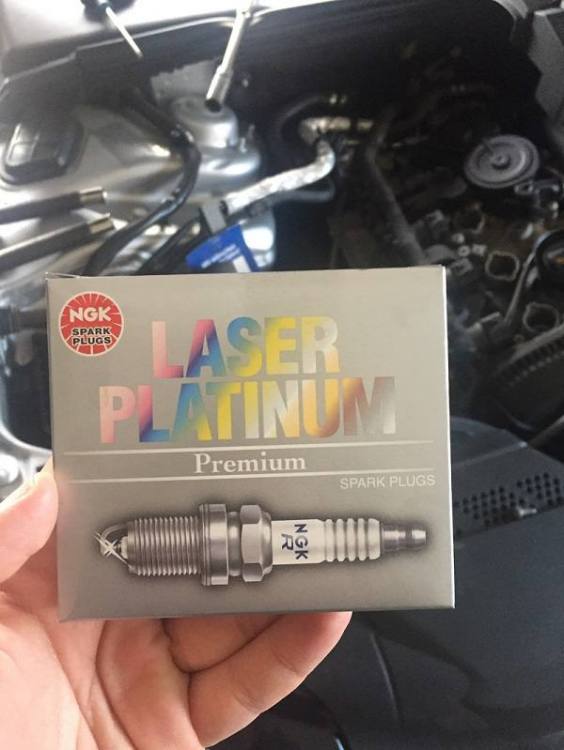 NGK
SPARK
PLUGS
LASER
PLATINUM
Premium
SPARK PLUGS
NGK
R